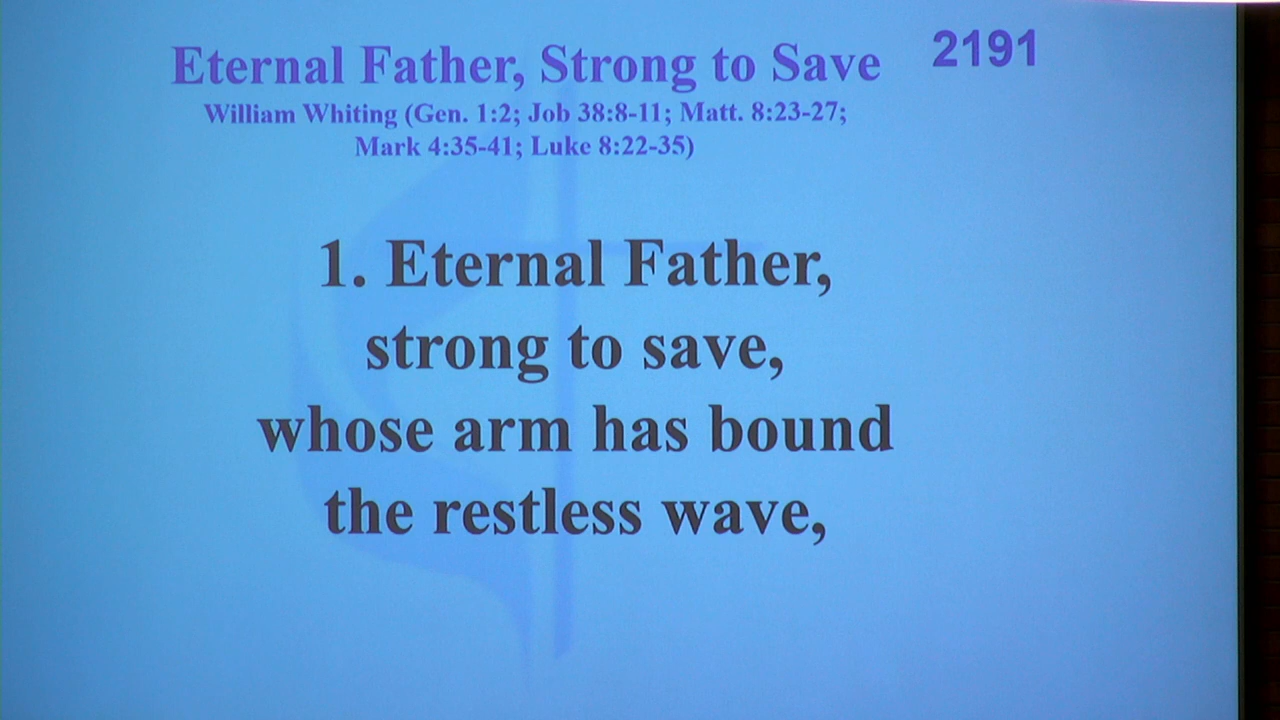 Eternal Father, Strong to Save 2191
William Whiting (Gen. 1:2; Job 38:8-11; Matt. 8:23-27;
Mark 4:35-41; Luke 8:22-35)
1. Eternal Father,
strong to save,
whose arm has bound
the restless wave,